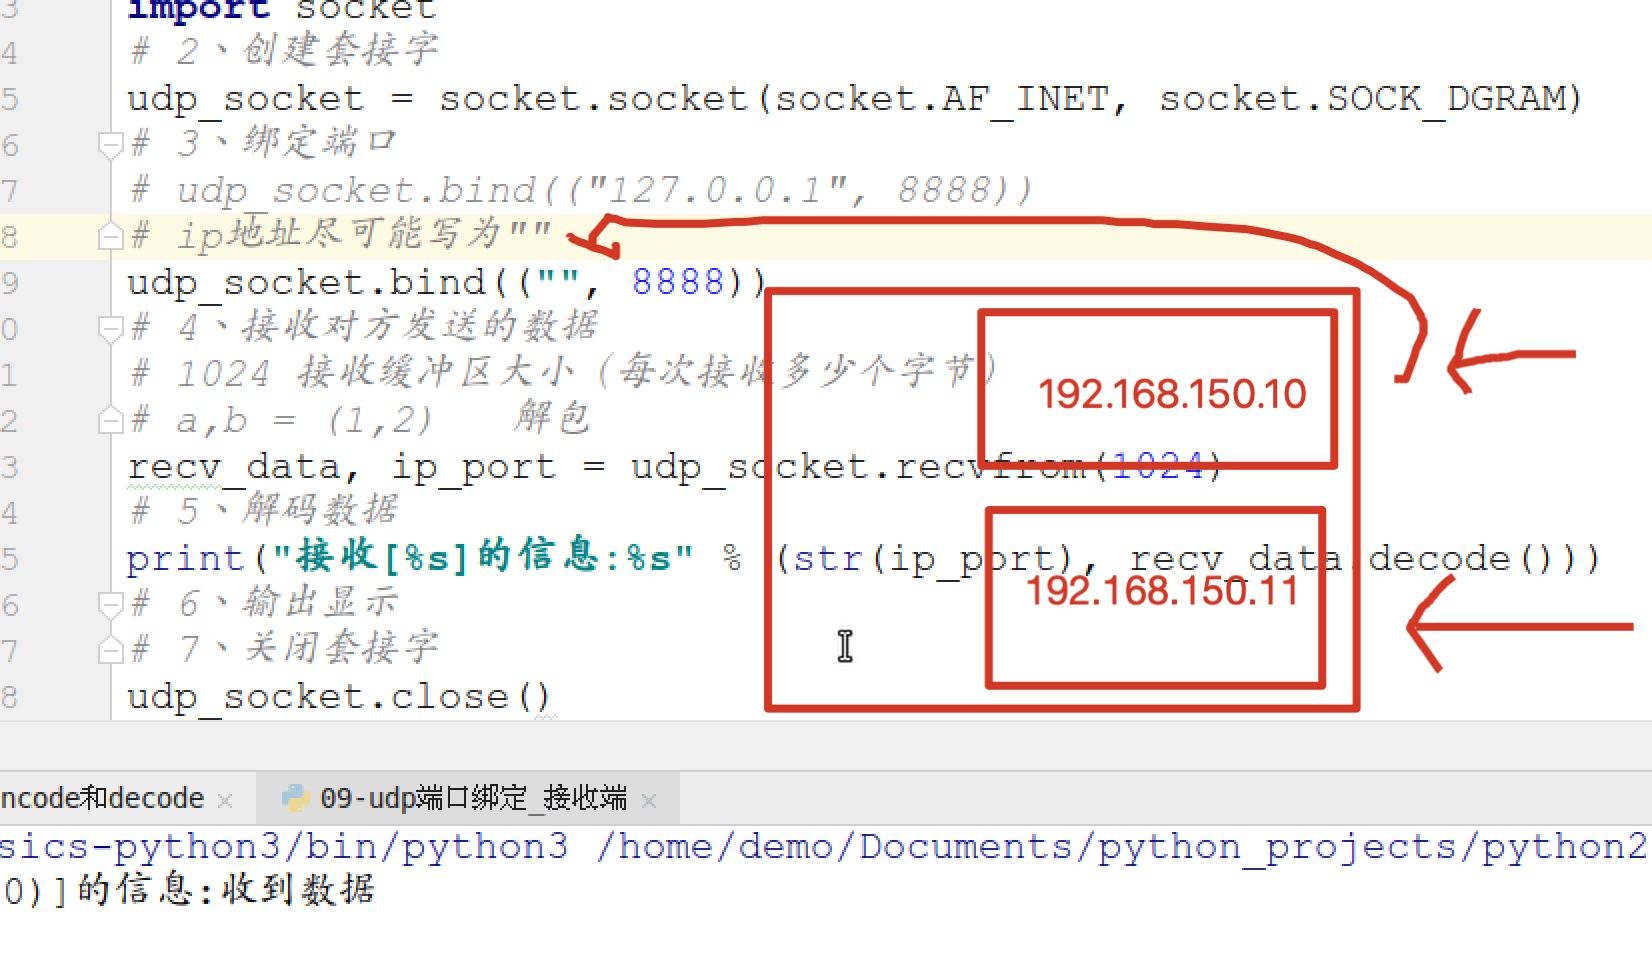 3 import socket
4 # 2、创建套接字
5 udp_socket = socket.socket(socket.AF_INET, socket.SOCK_DGRAM)
6 # 3、绑定端口
7 # udp_socket.bind(("127.0.0.1", 8888))
8 # ip地址尽可能写为""
9 udp_socket.bind(("", 8888))
0 # 4、接收对方发送的数据
1 # 1024 接收缓冲区大小（每次接收多少个字节）
192.168.150.10
2 # a,b = (1,2) 解包
3 recv_data, ip_port = udp_socket.recvfrom(1024)
4 # 5、解码数据
5 print("接收[%s]的信息:%s" % (str(ip_port), recv_data.decode()))
192.168.150.11
6 # 6、输出显示
7 # 7、关闭套接字
8 udp_socket.close()
ncode和decode × 09-udp端口绑定_接收端 ×
sics-python3/bin/python3 /home/demo/Documents/python_projects/python2
0)]的信息:收到数据